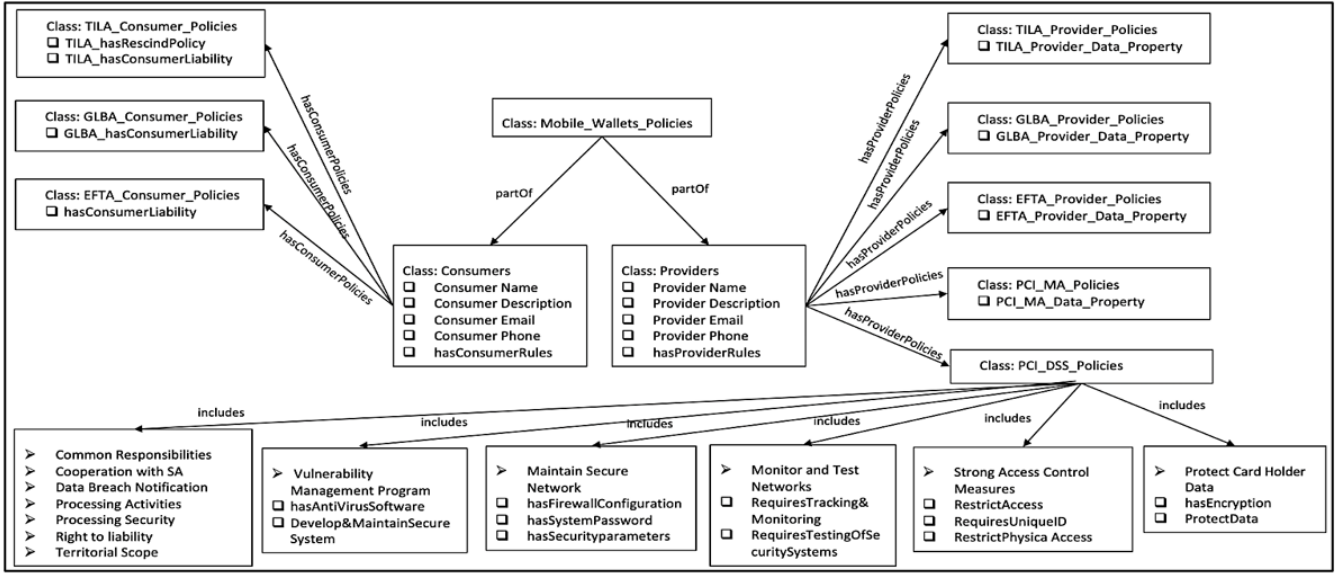 Class: TILA_Consumer_Policies
TILA_hasRescindPolicy
TILA_hasConsumerLiability
Class: GLBA_Consumer_Policies
GLBA_hasConsumerLiability
Class: EFTA_Consumer_Policies
hasConsumerLiability
hasConsumerPolicies
hasConsumerPolicies
hasConsumerPolicies
Class: Mobile_Wallets_Policies
partOf
partOf
Class: Consumers
Consumer Name
Consumer Description
Consumer Email
Consumer Phone
hasConsumerRules
Class: Providers
Provider Name
Provider Description
Provider Email
Provider Phone
hasProviderRules
hasProviderPolicies
hasProviderPolicies
hasProviderPolicies
hasProviderPolicies
hasProviderPolicies
Class: TILA_Provider_Policies
TILA_Provider_Data_Property
Class: GLBA_Provider_Policies
GLBA_Provider_Data_Property
Class: EFTA_Provider_Policies
EFTA_Provider_Data_Property
Class: PCI_MA_Policies
PCI_MA_Data_Property
Class: PCI_DSS_Policies
includes
includes
includes
includes
includes
includes
Common Responsibilities
Cooperation with SA
Data Breach Notification
Processing Activities
Processing Security
Right to liability
Territorial Scope
Vulnerability
Management Program
hasAntiVirusSoftware
Develop&MaintainSecure
System
Maintain Secure
Network
hasFirewallConfiguration
hasSystemPassword
hasSecurityparameters
Monitor and Test
Networks
RequiresTracking&
Monitoring
RequiresTestingOfSe
curitySystems
Strong Access Control
Measures
RestrictAccess
RequiresUniqueID
RestrictPhysica Access
Protect Card Holder
Data
hasEncryption
ProtectData